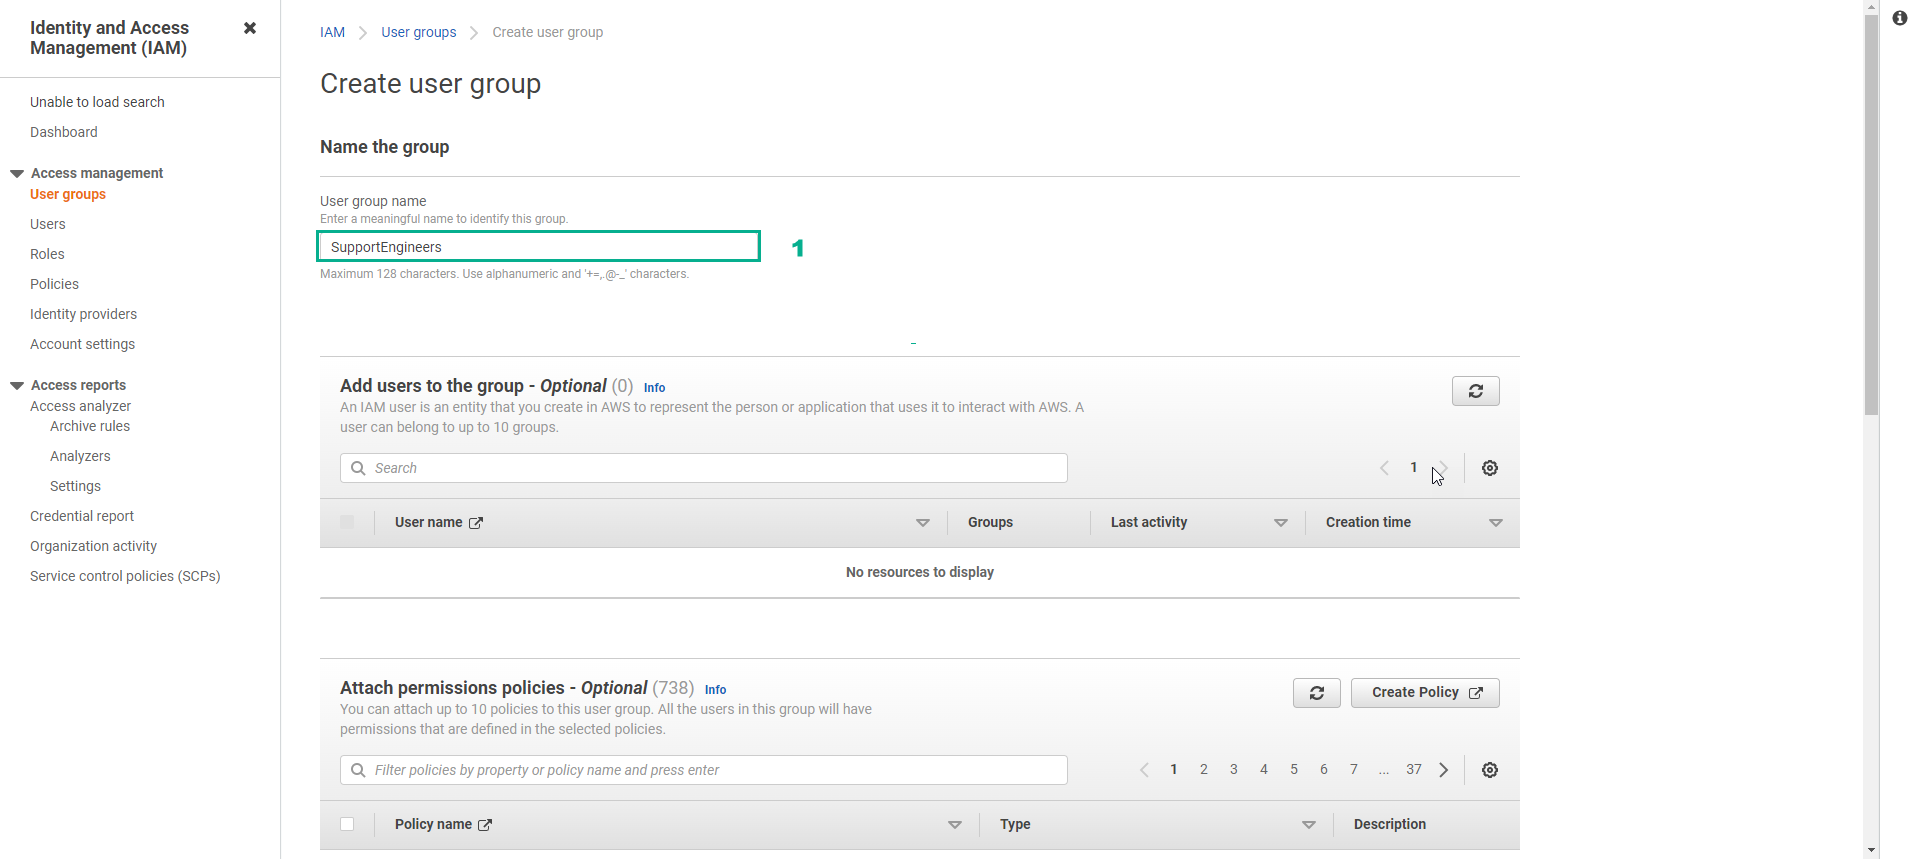 Identity and Access
Management (IAM)
Unable to load search
Dashboard
Access management
User groups
Users
Roles
Policies
Identity providers
Account settings
Access reports
Access analyzer
Archive rules
Analyzers
Settings
Credential report
Organization activity
Service control policies (SCPs)
IAM User groups Create user group
Create user group
Name the group
User group name
Enter a meaningful name to identify this group.
SupportEngineers 1
Maximum 128 characters. Use alphanumeric and '+=,.@-_' characters.
Add users to the group - Optional (0) Info
An IAM user is an entity that you create in AWS to represent the person or application that uses it to interact with AWS. A
user can belong to up to 10 groups.
Search 1
User name Groups Last activity Creation time
No resources to display
Attach permissions policies - Optional (738) Info
Create Policy
You can attach up to 10 policies to this user group. All the users in this group will have
permissions that are defined in the selected policies.
Filter policies by property or policy name and press enter 1 2 3 4 5 6 7 ... 37
Policy name Type Description